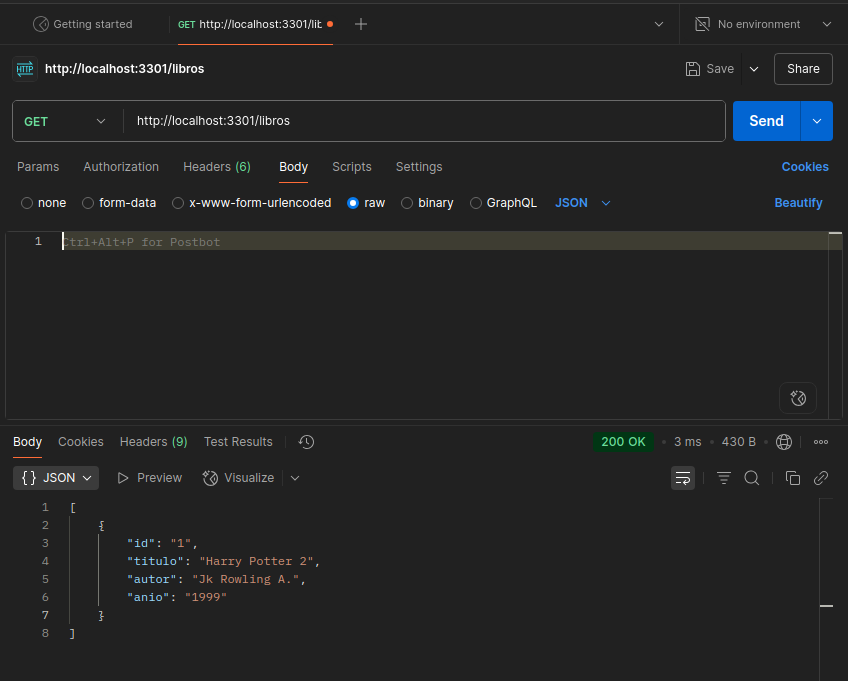 Getting started GET http://localhost:3301/lib No environment
HTTP http://localhost:3301/libros Save Share
GET http://localhost:3301/libros Send
Params Authorization Headers (6) Body Scripts Settings Cookies
none form-data x-www-form-urlencoded raw binary GraphQL JSON Beautify
1 Ctrl+Alt+P for Postbot
Body Cookies Headers (9) Test Results 200 OK • 3 ms • 430 B •
{} JSON Preview Visualize
1 [
2 {
3 "id": "1",
4 "titulo": "Harry Potter 2",
5 "autor": "Jk Rowling A.",
6 "anio": "1999"
7 }
8 ]